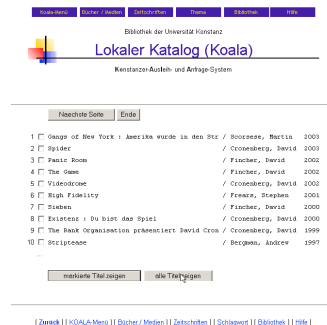 Koala-Menü Bücher / Medien Zeitschriften Thema Bibliothek Hilfe
Bibliothek der Universität Konstanz
Lokaler Katalog (Koala)
Konstanzer-Ausleih- und Anfrage-System
Naechste Seite Ende
1 Gangs of New York : Amerika wurde in den Str / Scorsese, Martin 2003
2 Spider / Cronenberg, David 2003
3 Panic Room / Fincher, David 2002
4 The Game / Fincher, David 2002
5 Videodrome / Cronenberg, David 2002
6 High Fidelity / Frears, Stephen 2001
7 Sieben / Fincher, David 2000
8 Existenz : Du bist das Spiel / Cronenberg, David 2000
9 The Bank Organisation präsentiert David Cron / Cronenberg, David 1999
10 Striptease / Bergman, Andrew 1997
...
markierte Titel zeigen alle Titel zeigen
[ Zurück ] [ KOALA-Menü ] [ Bücher / Medien ] [ Zeitschriften ] [ Schlagwort ] [ Bibliothek ] [ Hilfe ]